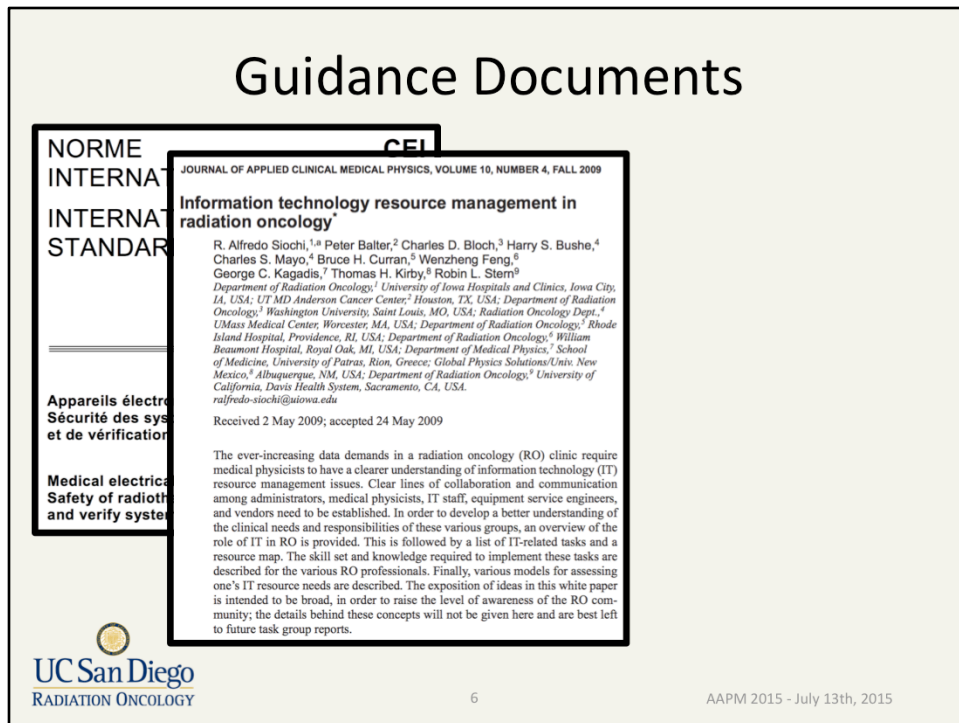 Guidance Documents
NORME
CEI
INTERNAT
INTERNAT
STANDAR
Appareils électro
Sécurité des sys
et de vérification
Medical electrica
Safety of radioth
and verify syster
JOURNAL OF APPLIED CLINICAL MEDICAL PHYSICS, VOLUME 10, NUMBER 4, FALL 2009
Information technology resource management in
radiation oncology*
R. Alfredo Siochi,1,a Peter Balter,2 Charles D. Bloch,3 Harry S. Bushe,4
Charles S. Mayo,4 Bruce H. Curran,5 Wenzheng Feng,6
George C. Kagadis,7 Thomas H. Kirby,8 Robin L. Stern9
Department of Radiation Oncology,1 University of Iowa Hospitals and Clinics, Iowa City,
IA, USA; UT MD Anderson Cancer Center,2 Houston, TX, USA; Department of Radiation
Oncology,3 Washington University, Saint Louis, MO, USA; Radiation Oncology Dept.,4
UMass Medical Center, Worcester, MA, USA; Department of Radiation Oncology,5 Rhode
Island Hospital, Providence, RI, USA; Department of Radiation Oncology,6 William
Beaumont Hospital, Royal Oak, MI, USA; Department of Medical Physics,7 School
of Medicine, University of Patras, Rion, Greece; Global Physics Solutions/Univ. New
Mexico,8 Albuquerque, NM, USA; Department of Radiation Oncology,9 University of
California, Davis Health System, Sacramento, CA, USA.
ralfredo-siochi@uiowa.edu
Received 2 May 2009; accepted 24 May 2009
The ever-increasing data demands in a radiation oncology (RO) clinic require
medical physicists to have a clearer understanding of information technology (IT)
resource management issues. Clear lines of collaboration and communication
among administrators, medical physicists, IT staff, equipment service engineers,
and vendors need to be established. In order to develop a better understanding of
the clinical needs and responsibilities of these various groups, an overview of the
role of IT in RO is provided. This is followed by a list of IT-related tasks and a
resource map. The skill set and knowledge required to implement these tasks are
described for the various RO professionals. Finally, various models for assessing
one's IT resource needs are described. The exposition of ideas in this white paper
is intended to be broad, in order to raise the level of awareness of the RO com-
munity; the details behind these concepts will not be given here and are best left
to future task group reports.
UC San Diego
RADIATION ONCOLOGY
6
AAPM 2015 - July 13th, 2015